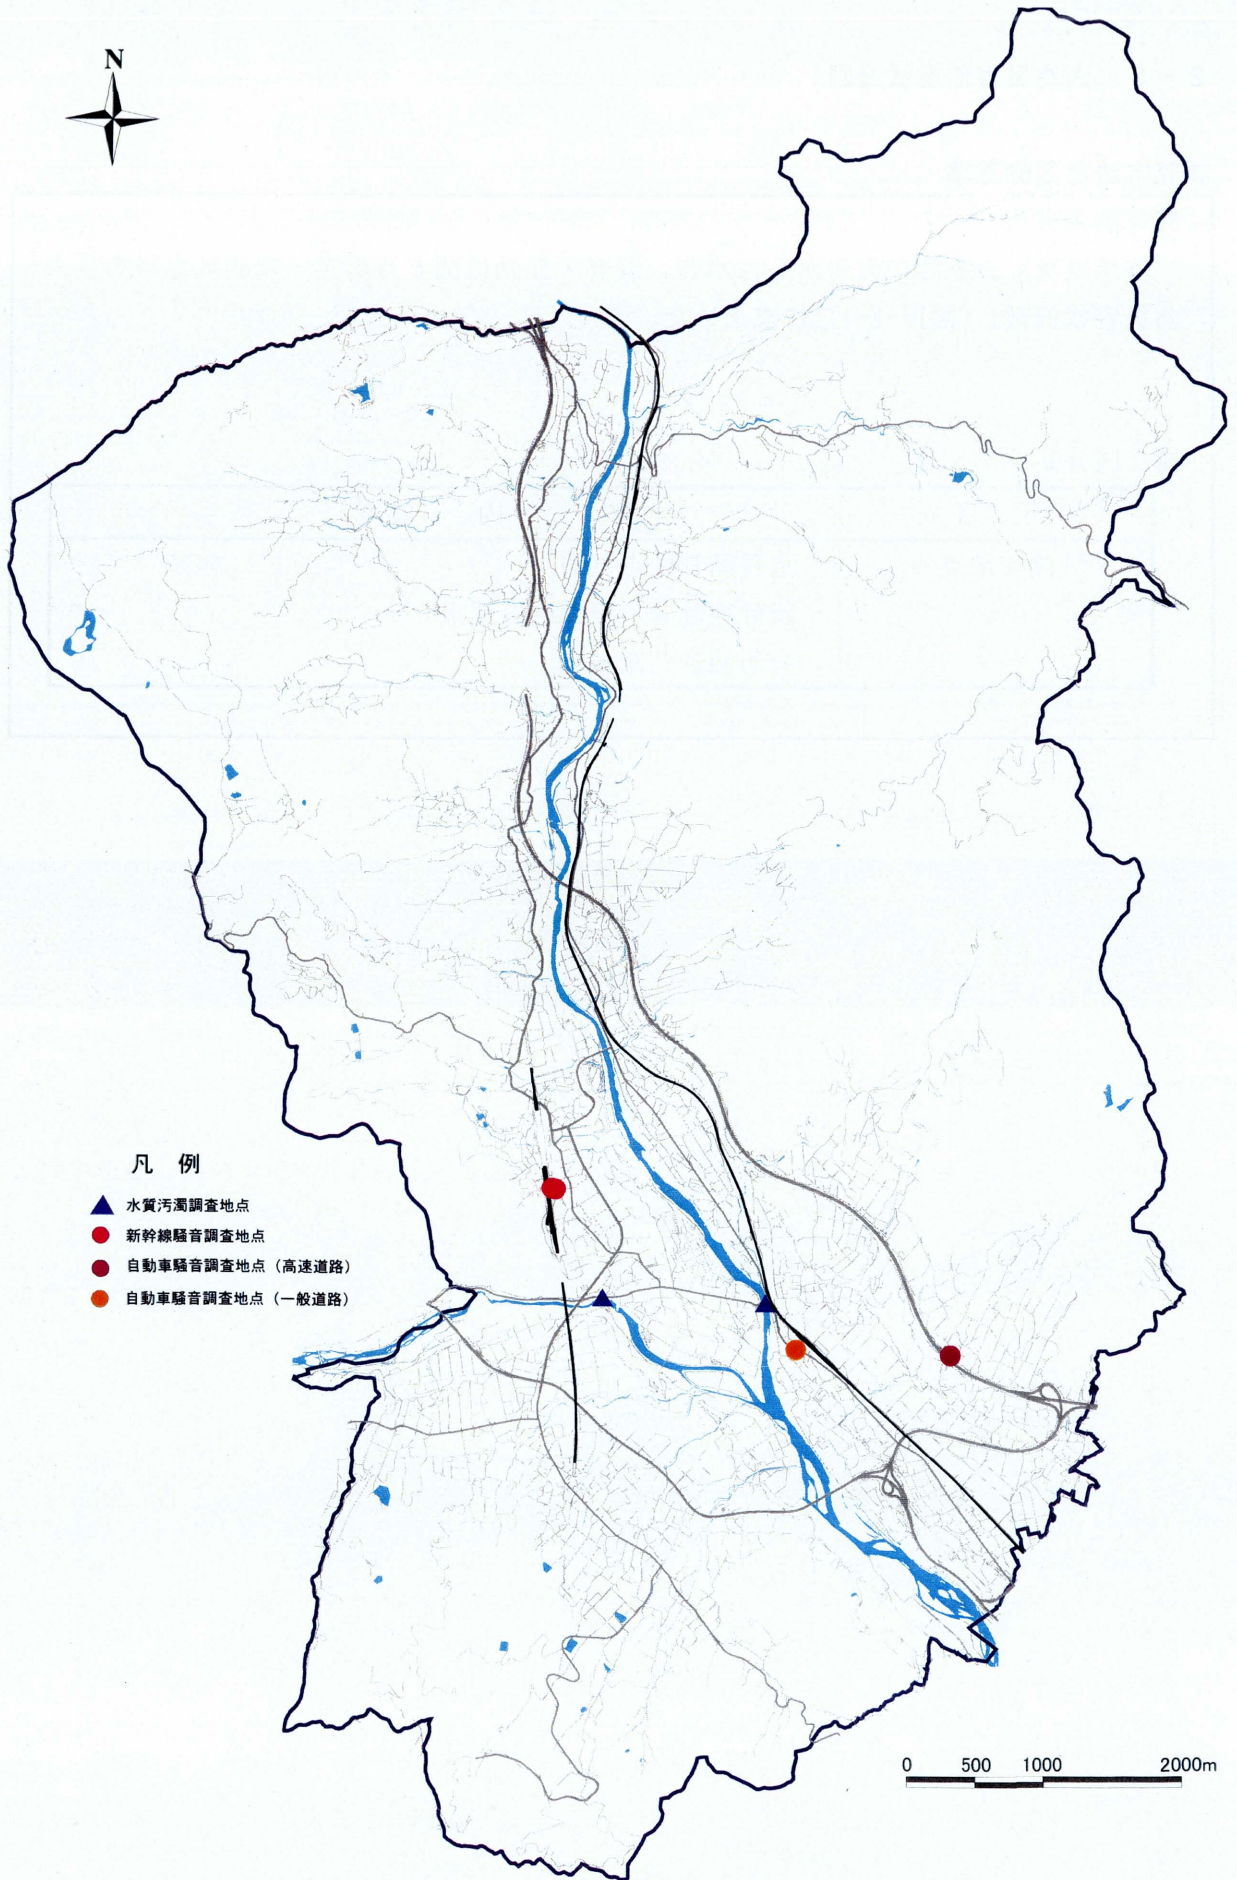 N
凡 例
水質汚濁調査地点
新幹線騒音調査地点
自動車騒音調査地点（高速道路）
自動車騒音調査地点（一般道路）
0 500 1000 2000m